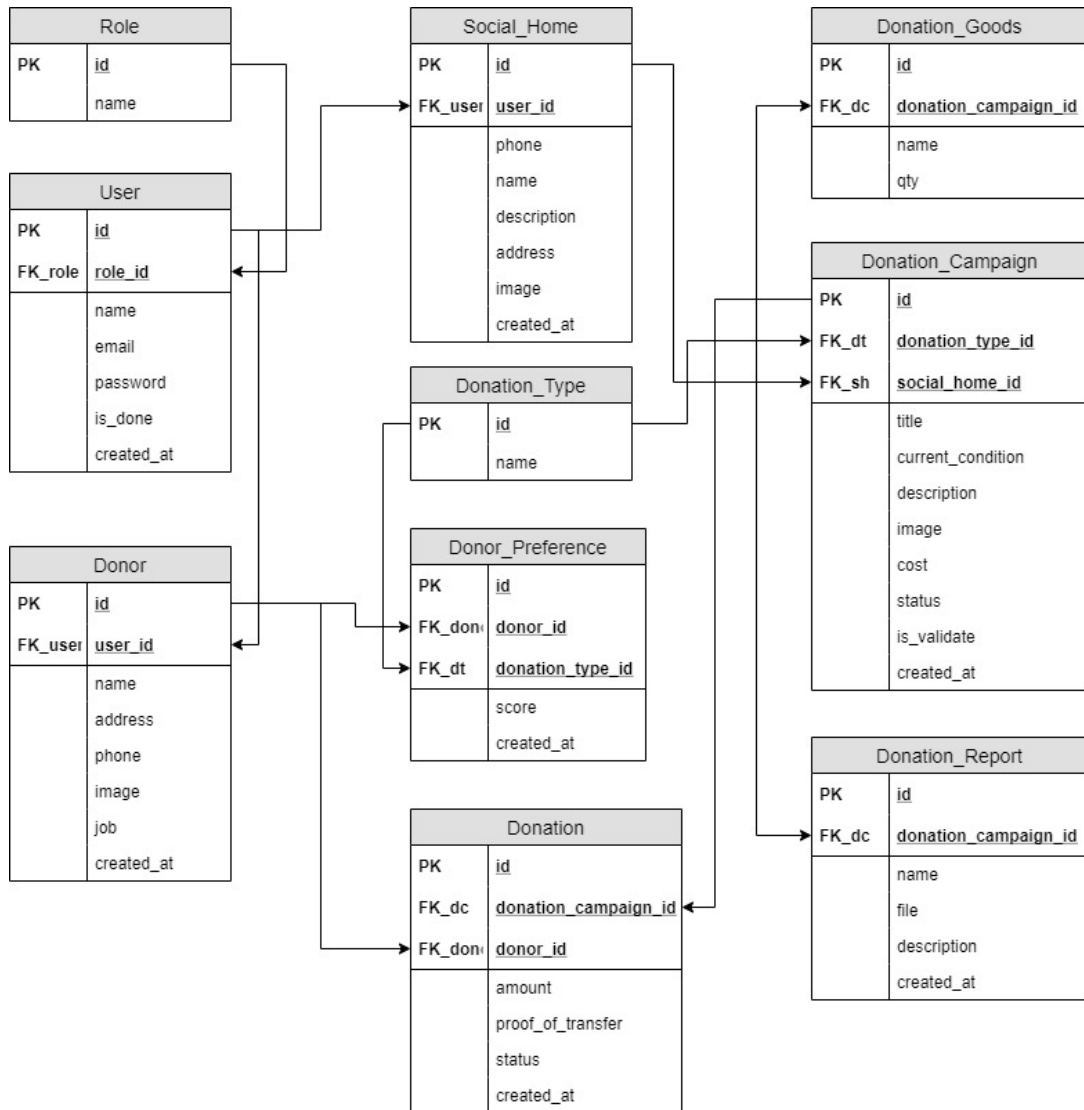 Role
PK id
name
User
PK id
FK_role role_id
name
email
password
is_done
created_at
Donor
PK id
FK_user user_id
name
address
phone
image
job
created_at
Social_Home
PK id
FK_user user_id
phone
name
description
address
image
created_at
Donation_Type
PK id
name
Donor_Preference
PK id
FK_don donor_id
FK_dt donation_type_id
score
created_at
Donation
PK id
FK_dc donation_campaign_id
FK_don donor_id
amount
proof_of_transfer
status
created_at
Donation_Goods
PK id
FK_dc donation_campaign_id
name
qty
Donation_Campaign
PK id
FK_dt donation_type_id
FK_sh social_home_id
title
current_condition
description
image
cost
status
is_validate
created_at
Donation_Report
PK id
FK_dc donation_campaign_id
name
file
description
created_at